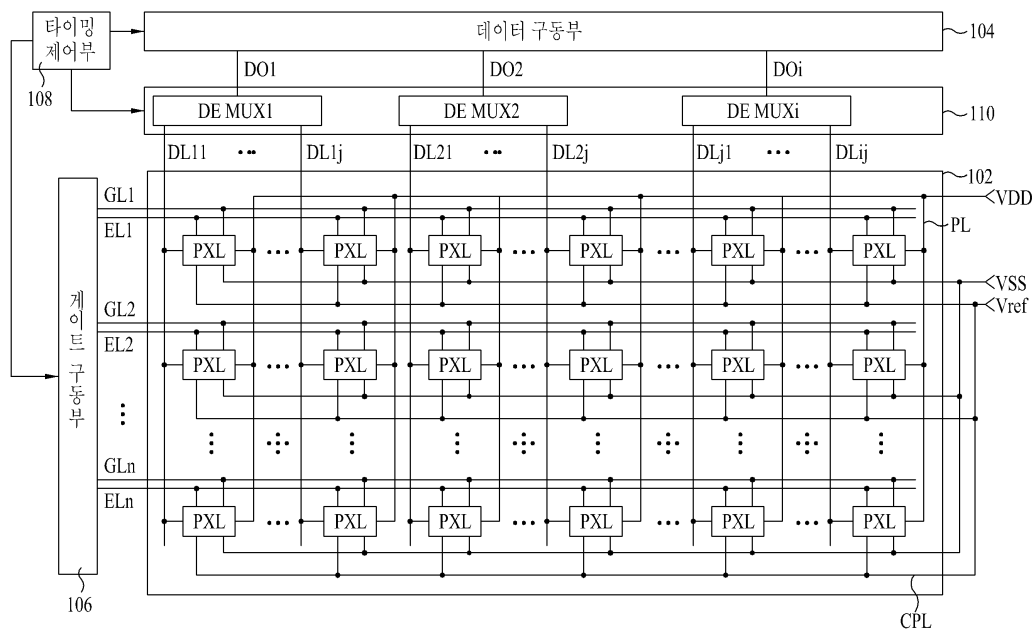 타이밍
제어부
108
데이터 구동부
104
DO1
DO2
DOi
DE MUX1
DE MUX2
DE MUXi
110
DL11
DL1j
DL21
DL2j
DLj1
DLij
102
GL1
VDD
EL1
PL
PXL
PXL
PXL
PXL
PXL
PXL
VSS
Vref
GL2
EL2
PXL
PXL
PXL
PXL
PXL
PXL
게이트 구동부
GLn
ELn
PXL
PXL
PXL
PXL
PXL
PXL
106
CPL